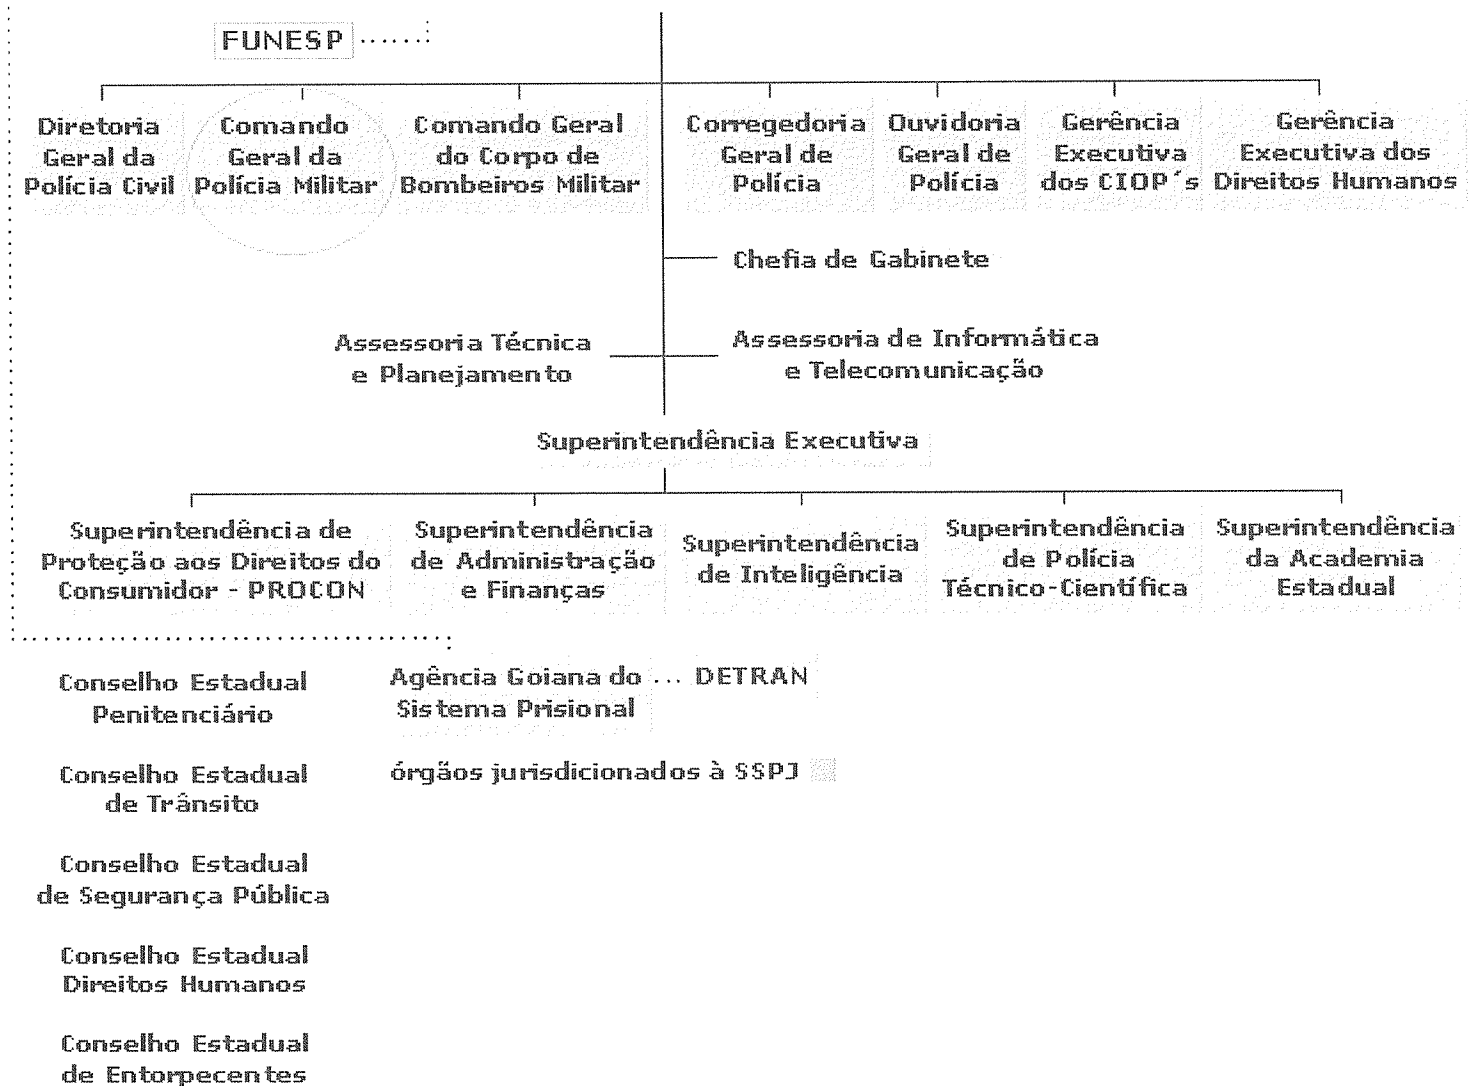 FUNESP ......:
Diretoria
Geral da
Polícia Civil
Comando
Geral da
Polícia Militar
Comando Geral
do Corpo de
Bombeiros Militar
Corregedoria
Geral de
Polícia
Ouvidoria
Geral de
Polícia
Gerência
Executiva
dos CIOP´s
Gerência
Executiva dos
Direitos Humanos
Chefia de Gabinete
Assessoria Técnica
e Planejamento
Assessoria de Informática
e Telecomunicação
Superintendência Executiva
Superintendência de
Proteção aos Direitos do
Consumidor - PROCON
Superintendência
de Administração
e Finanças
Superintendência
de Inteligência
Superintendência
de Polícia
Técnico-Científica
Superintendência
da Academia
Estadual
Conselho Estadual
Penitenciário
Agência Goiana do ... DETRAN
Sistema Prisional
Conselho Estadual
de Trânsito
órgãos jurisdicionados à SSPJ
Conselho Estadual
de Segurança Pública
Conselho Estadual
Direitos Humanos
Conselho Estadual
de Entorpecentes